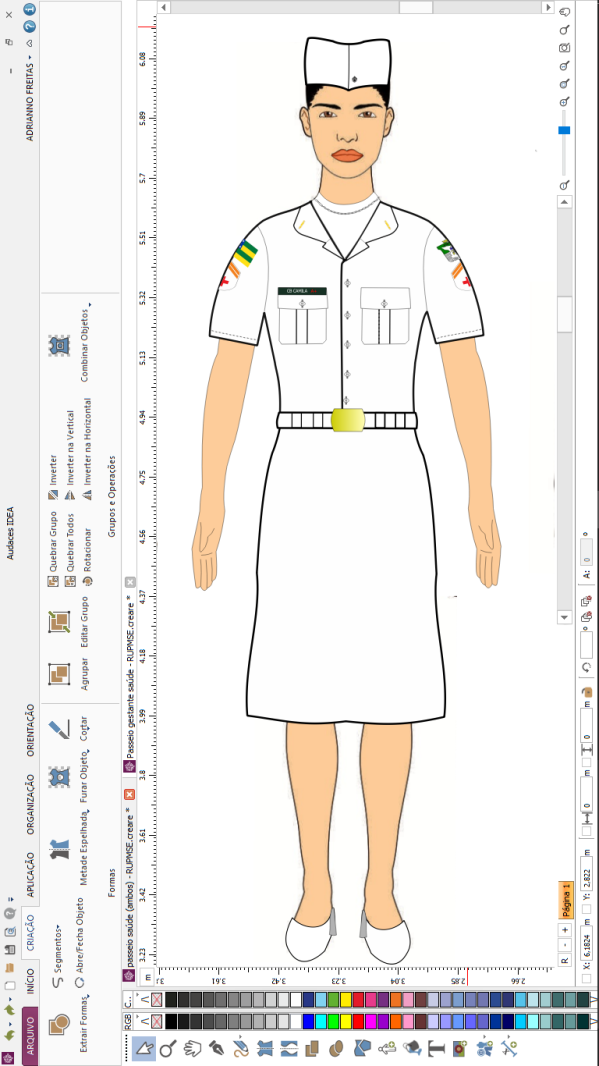 Audaces IDEA
ADRIANNO FREITAS
ARQUIVO
INÍCIO
CRIAÇÃO
APLICAÇÃO
ORGANIZAÇÃO
ORIENTAÇÃO
Extrair Formas
Segmentos
Abre/Fecha Objeto
Metade Espelhada
Furar Objeto
Cortar
Formas
Agrupar
Editar Grupo
Quebrar Grupo
Quebrar Todos
Rotacionar
Inverter
Inverter na Vertical
Inverter na Horizontal
Combinar Objetos
Grupos e Operações
passeio saúde (ambos) - RUPMSE.creare *
Passeio gestante saúde - RUPMSE.creare *
m
3.23
3.42
3.61
3.8
3.99
4.18
4.37
4.56
4.75
4.94
5.13
5.32
5.51
5.7
5.89
6.08
3.61
3.42
3.23
3.04
2.85
2.66
CB CAMILA
RGB
C...
R
-
+
Página 1
X: 6.1824 m
Y: 2.822 m
0 m
0 m
A: 0 °